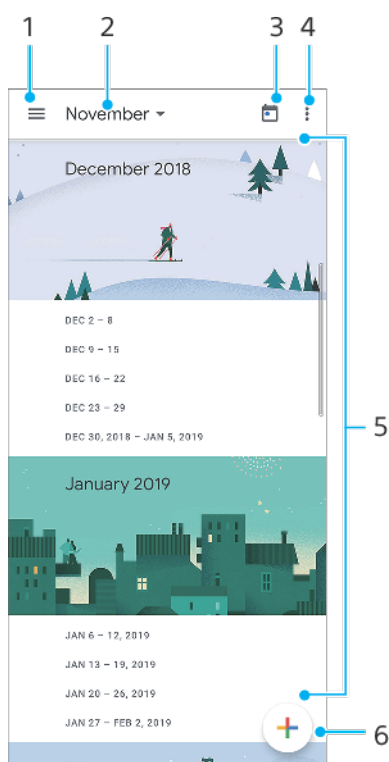 1 2 3 4
November
December 2018
DEC 2 – 8
DEC 9 – 15
DEC 16 – 22
DEC 23 – 29
DEC 30, 2018 – JAN 5, 2019
5
January 2019
JAN 6 – 12, 2019
JAN 13 – 19, 2019
JAN 20 – 26, 2019
JAN 27 – FEB 2, 2019
6